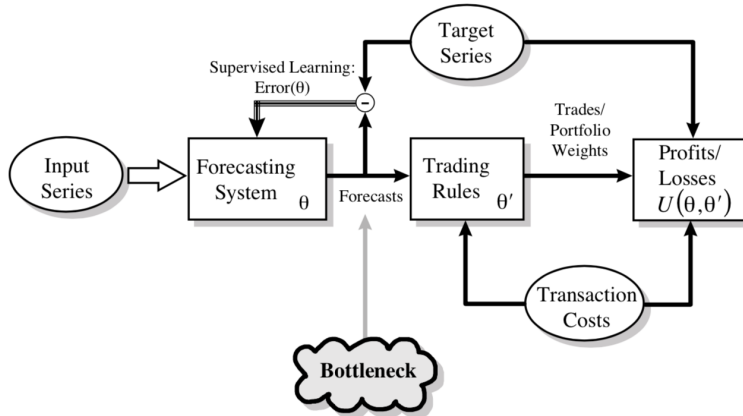 Target
Series
Supervised Learning:
Error(θ)
-
Trades/
Portfolio
Weights
Input
Series
Forecasting
System
θ
Forecasts
Trading
Rules
θ′
Profits/
Losses
U(θ,θ′)
Transaction
Costs
Bottleneck